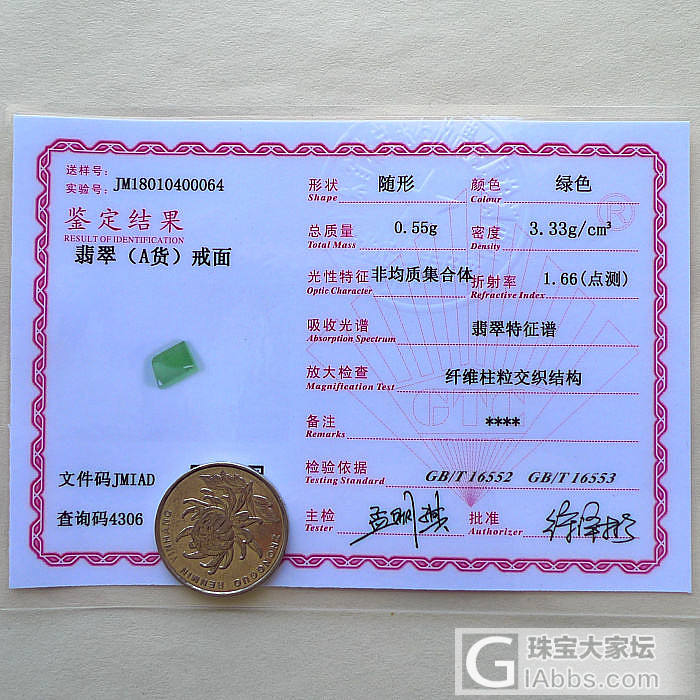 送样号:
实验号: JM18010400064
鉴定结果
RESULT OF IDENTIFICATION
翡翠（A货）戒面
文件码JMIAD
查询码4306
形状 随形 颜色 绿色
Shape Colour
总质量 0.55g 密度 3.33g/cm³
Total Mass Density
光性特征 非均质集合体 折射率 1.66(点测)
Optic Character Refractive Index
吸收光谱 翡翠特征谱
Absorption Spectrum
放大检查 纤维柱粒交织结构
Magnification Test
备注 ****
Remarks
检验依据 GB/T 16552 GB/T 16553
Testing Standard
主检 批准
Tester Authorizer
GTC
®
ZHONGGUO RENMIN YINHANG
G 珠宝大家坛
iAbbs.com